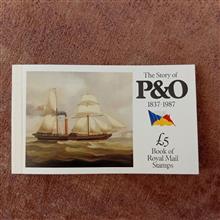 The Story of
P&O
1837-1987
£5
Book of
Royal Mail
Stamps